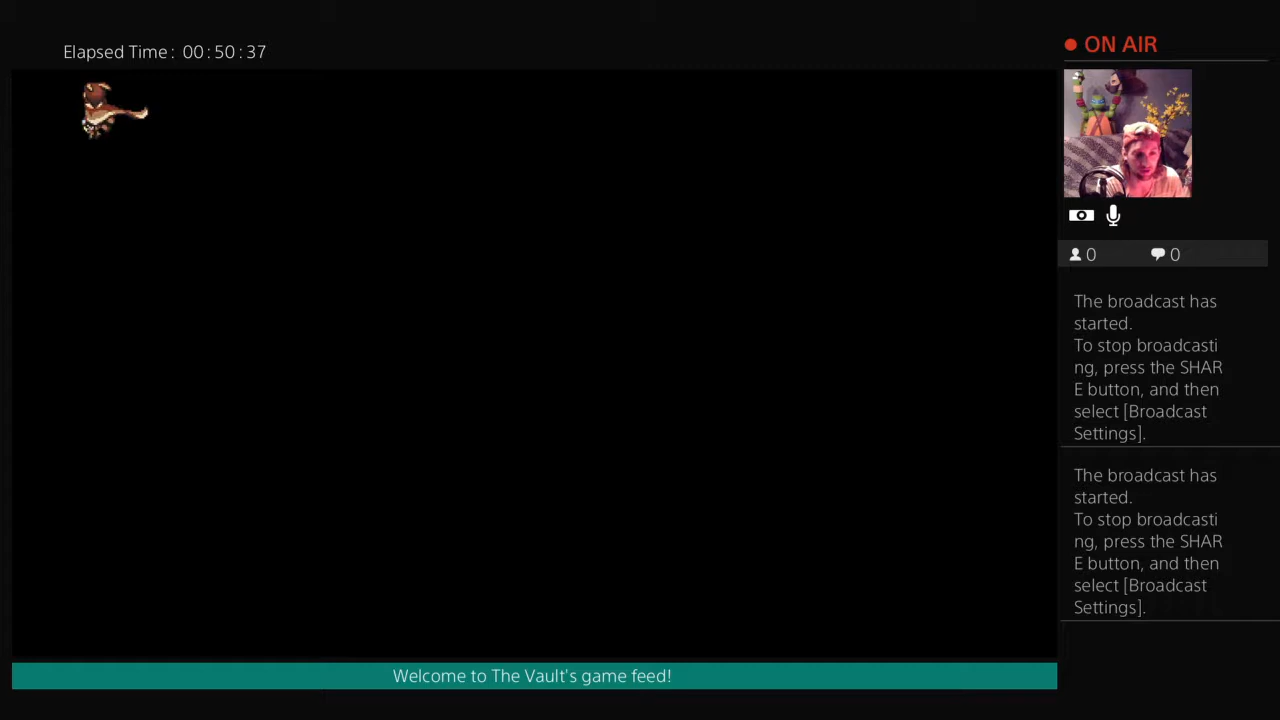 Elapsed Time: 00:50:37
ON AIR
0
0
The broadcast has
started.
To stop broadcasti
ng, press the SHAR
E button, and then
select [Broadcast
Settings].
The broadcast has
started.
To stop broadcasti
ng, press the SHAR
E button, and then
select [Broadcast
Settings].
Welcome to The Vault's game feed!